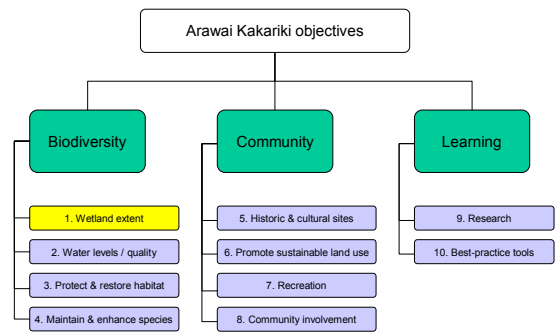 Arawai Kakariki objectives
Biodiversity
Community
Learning
1. Wetland extent
2. Water levels / quality
3. Protect & restore habitat
4. Maintain & enhance species
5. Historic & cultural sites
6. Promote sustainable land use
7. Recreation
8. Community involvement
9. Research
10. Best-practice tools